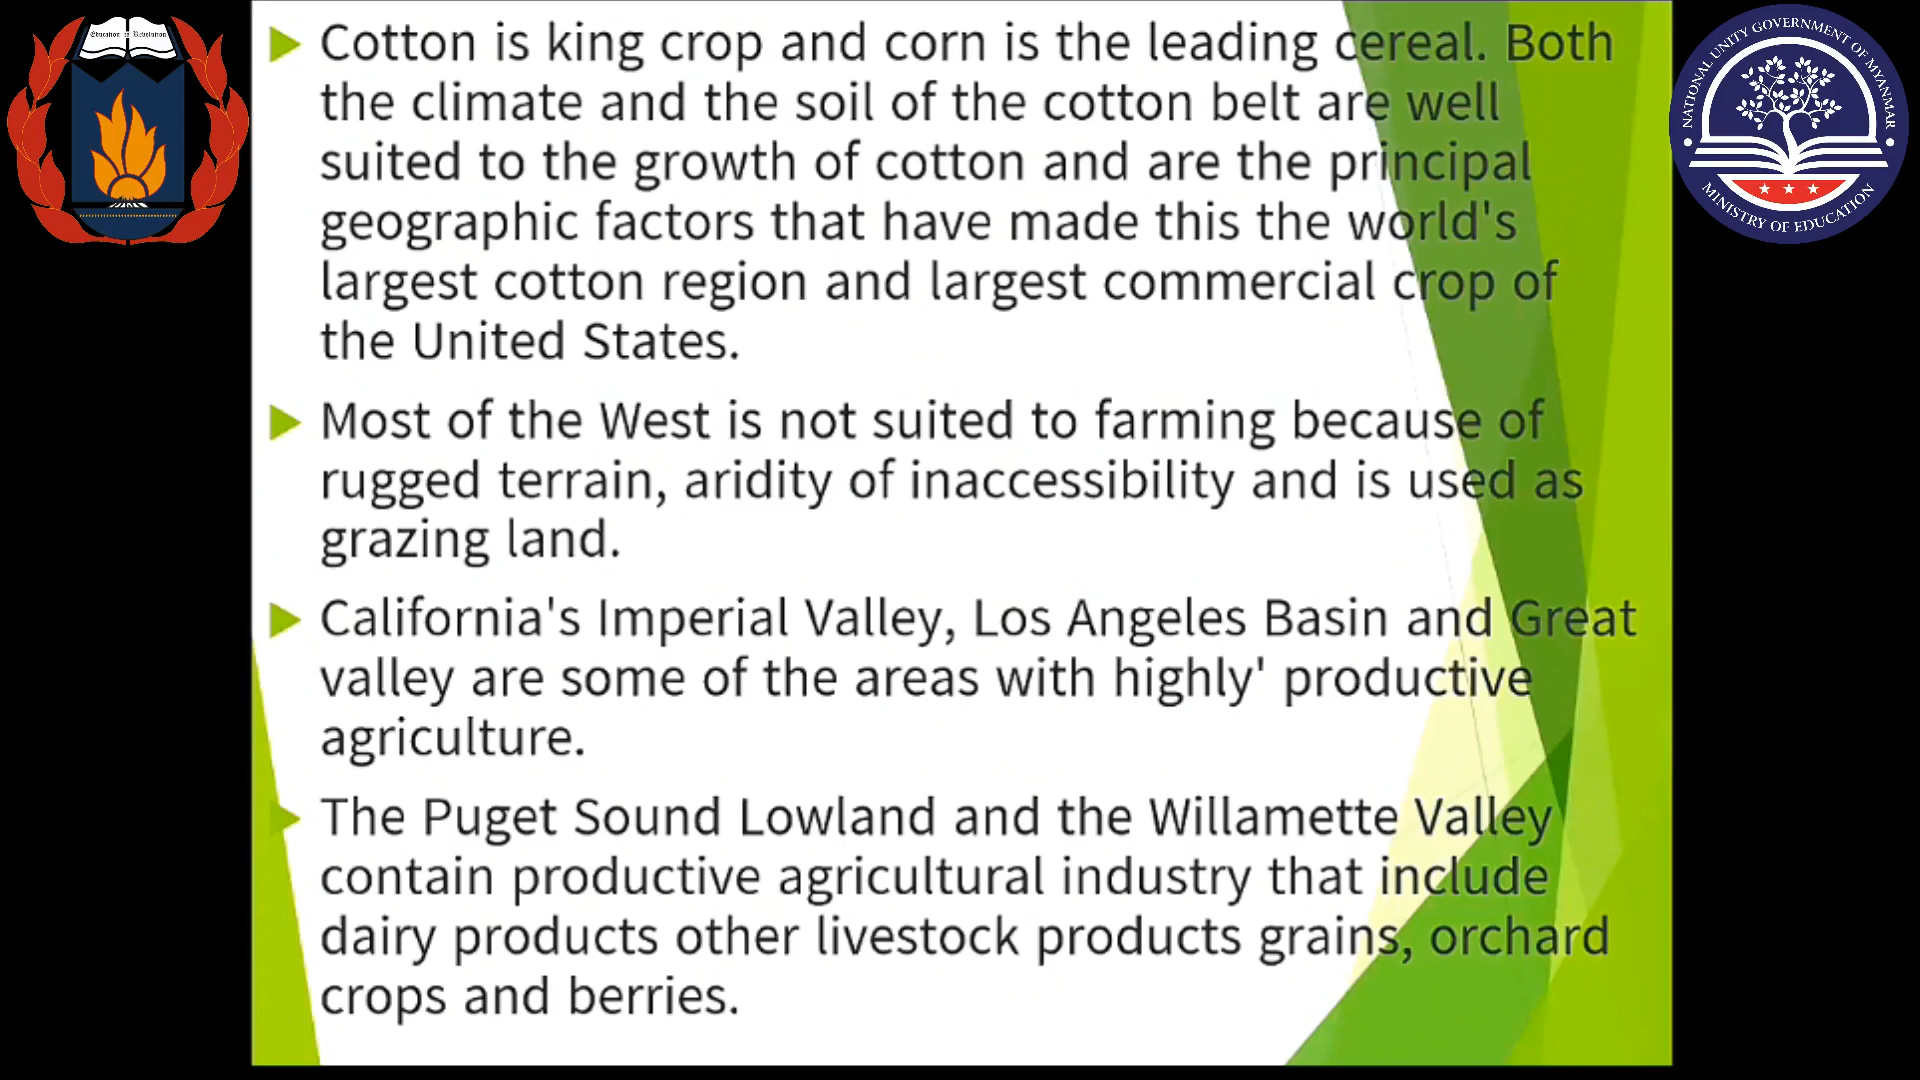 Education in Revolution
Cotton is king crop and corn is the leading cereal. Both
the climate and the soil of the cotton belt are well
suited to the growth of cotton and are the principal
geographic factors that have made this the world's
largest cotton region and largest commercial crop of
the United States.
Most of the West is not suited to farming because of
rugged terrain, aridity of inaccessibility and is used as
grazing land.
California's Imperial Valley, Los Angeles Basin and Great
valley are some of the areas with highly' productive
agriculture.
The Puget Sound Lowland and the Willamette Valley
contain productive agricultural industry that include
dairy products other livestock products grains, orchard
crops and berries.
NATIONAL UNITY GOVERNMENT OF MYANMAR
MINISTRY OF EDUCATION